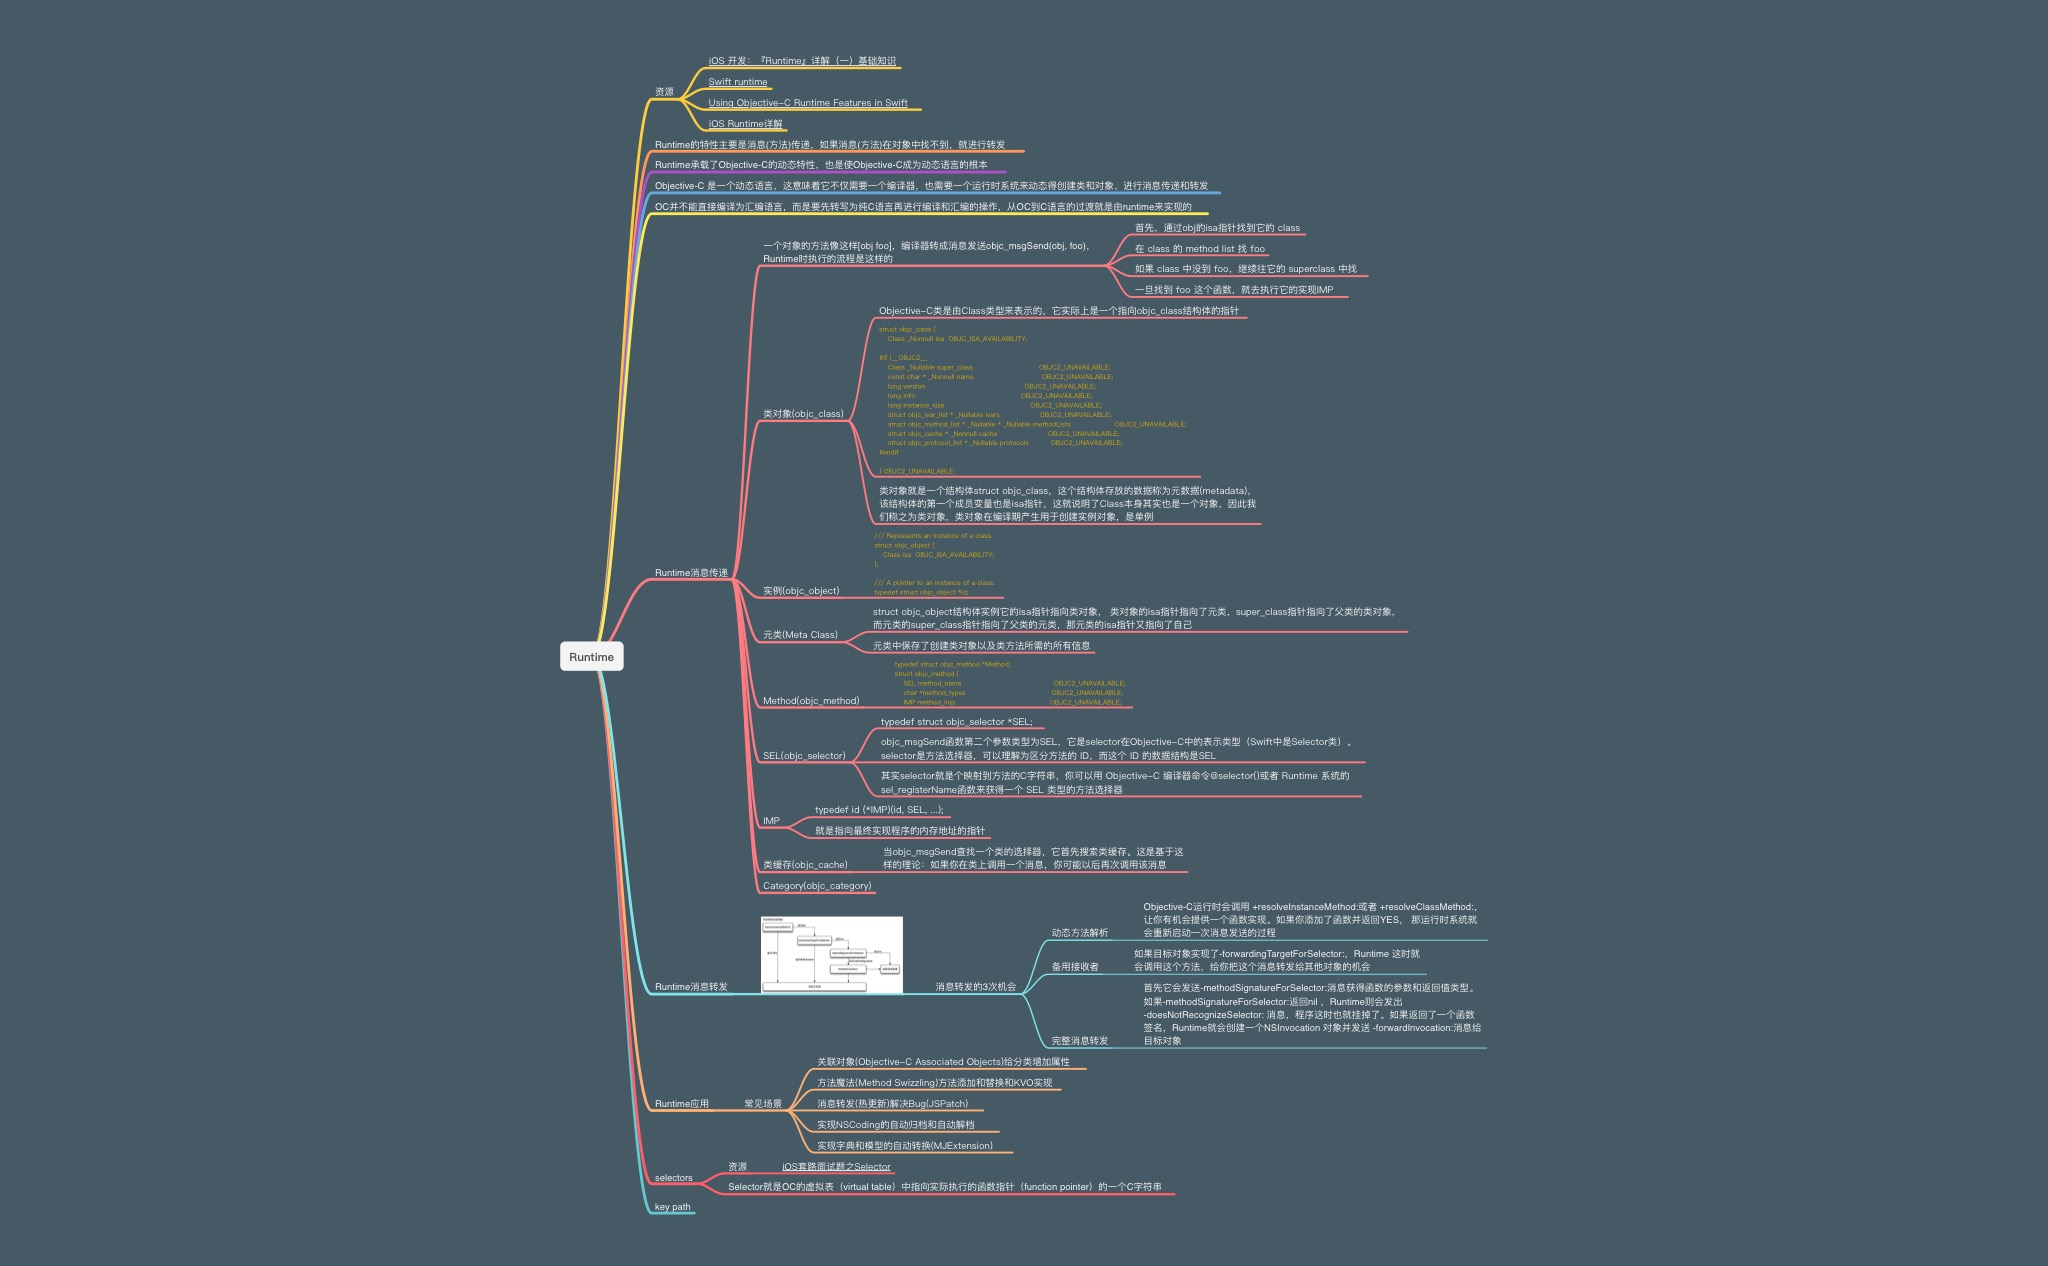 iOS 开发：『Runtime』详解（一）基础知识
Swift runtime
资源
Using Objective-C Runtime Features in Swift
iOS Runtime详解
Runtime的特性主要是消息(方法)传递，如果消息(方法)在对象中找不到，就进行转发
Runtime承载了Objective-C的动态特性，也是使Objective-C成为动态语言的根本
Objective-C 是一个动态语言，这意味着它不仅需要一个编译器，也需要一个运行时系统来动态得创建类和对象、进行消息传递和转发
OC并不能直接编译为汇编语言，而是要先转写为纯C语言再进行编译和汇编的操作，从OC到C语言的过渡就是由runtime来实现的
一个对象的方法像这样[obj foo]，编译器转成消息发送objc_msgSend(obj, foo)，
Runtime时执行的流程是这样的
首先，通过obj的isa指针找到它的 class
在 class 的 method list 找 foo
如果 class 中没到 foo，继续往它的 superclass 中找
一旦找到 foo 这个函数，就去执行它的实现IMP
类对象(objc_class)
Objective-C类是由Class类型来表示的，它实际上是一个指向objc_class结构体的指针
struct objc_class {
Class _Nonnull isa OBJC_ISA_AVAILABILITY;
#if !__OBJC2__
Class _Nullable super_class OBJC2_UNAVAILABLE;
const char * _Nonnull name OBJC2_UNAVAILABLE;
long version OBJC2_UNAVAILABLE;
long info OBJC2_UNAVAILABLE;
long instance_size OBJC2_UNAVAILABLE;
struct objc_ivar_list * _Nullable ivars OBJC2_UNAVAILABLE;
struct objc_method_list * _Nullable * _Nullable methodLists OBJC2_UNAVAILABLE;
struct objc_cache * _Nonnull cache OBJC2_UNAVAILABLE;
struct objc_protocol_list * _Nullable protocols OBJC2_UNAVAILABLE;
#endif
} OBJC2_UNAVAILABLE;
类对象就是一个结构体struct objc_class，这个结构体存放的数据称为元数据(metadata)，
该结构体的第一个成员变量也是isa指针，这就说明了Class本身其实也是一个对象，因此我
们称之为类对象，类对象在编译期产生用于创建实例对象，是单例
Runtime消息传递
实例(objc_object)
/// Represents an instance of a class.
struct objc_object {
Class isa OBJC_ISA_AVAILABILITY;
};
/// A pointer to an instance of a class.
typedef struct objc_object *id;
元类(Meta Class)
struct objc_object结构体实例它的isa指针指向类对象， 类对象的isa指针指向了元类，super_class指针指向了父类的类对象，
而元类的super_class指针指向了父类的元类，那元类的isa指针又指向了自己
元类中保存了创建类对象以及类方法所需的所有信息
Runtime
Method(objc_method)
typedef struct objc_method *Method;
struct objc_method {
SEL method_name OBJC2_UNAVAILABLE;
char *method_types OBJC2_UNAVAILABLE;
IMP method_imp OBJC2_UNAVAILABLE;
SEL(objc_selector)
typedef struct objc_selector *SEL;
objc_msgSend函数第二个参数类型为SEL，它是selector在Objective-C中的表示类型（Swift中是Selector类）。
selector是方法选择器，可以理解为区分方法的 ID，而这个 ID 的数据结构是SEL
其实selector就是个映射到方法的C字符串，你可以用 Objective-C 编译器命令@selector()或者 Runtime 系统的
sel_registerName函数来获得一个 SEL 类型的方法选择器
IMP
typedef id (*IMP)(id, SEL, ...);
就是指向最终实现程序的内存地址的指针
类缓存(objc_cache)
当objc_msgSend查找一个类的选择器，它首先搜索类缓存。这是基于这
样的理论：如果你在类上调用一个消息，你可能以后再次调用该消息
Category(objc_category)
Runtime消息转发
消息转发的3次机会
动态方法解析
Objective-C运行时会调用 +resolveInstanceMethod:或者 +resolveClassMethod:，
让你有机会提供一个函数实现。如果你添加了函数并返回YES， 那运行时系统就
会重新启动一次消息发送的过程
备用接收者
如果目标对象实现了-forwardingTargetForSelector:，Runtime 这时就
会调用这个方法，给你把这个消息转发给其他对象的机会
完整消息转发
首先它会发送-methodSignatureForSelector:消息获得函数的参数和返回值类型。
如果-methodSignatureForSelector:返回nil ，Runtime则会发出
-doesNotRecognizeSelector: 消息，程序这时也就挂掉了。如果返回了一个函数
签名，Runtime就会创建一个NSInvocation 对象并发送 -forwardInvocation:消息给
目标对象
Runtime应用
常见场景
关联对象(Objective-C Associated Objects)给分类增加属性
方法魔法(Method Swizzling)方法添加和替换和KVO实现
消息转发(热更新)解决Bug(JSPatch)
实现NSCoding的自动归档和自动解档
实现字典和模型的自动转换(MJExtension)
selectors
资源
iOS套路面试题之Selector
Selector就是OC的虚拟表（virtual table）中指向实际执行的函数指针（function pointer）的一个C字符串
key path